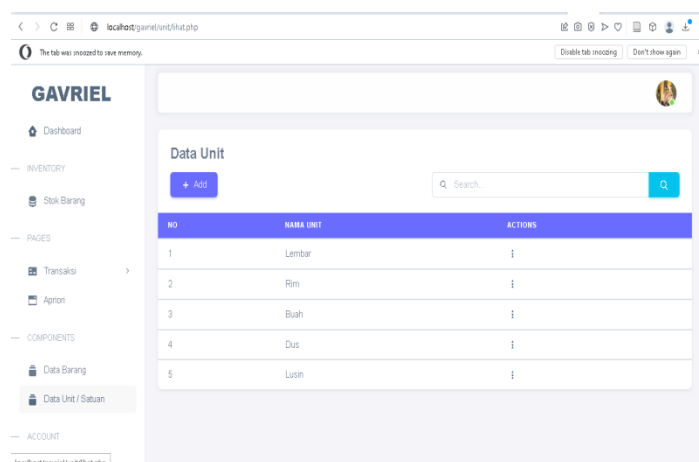 localhost/gavriel/unit/lihat.php
The tab was snoozed to save memory.
Disable tab snoozing
Don't show again
GAVRIEL
Dashboard
INVENTORY
Stok Barang
PAGES
Transaksi
Apriori
COMPONENTS
Data Barang
Data Unit / Satuan
ACCOUNT
Data Unit
+ Add
Search...
NO NAMA UNIT ACTIONS
1 Lembar
2 Rim
3 Buah
4 Dus
5 Lusin